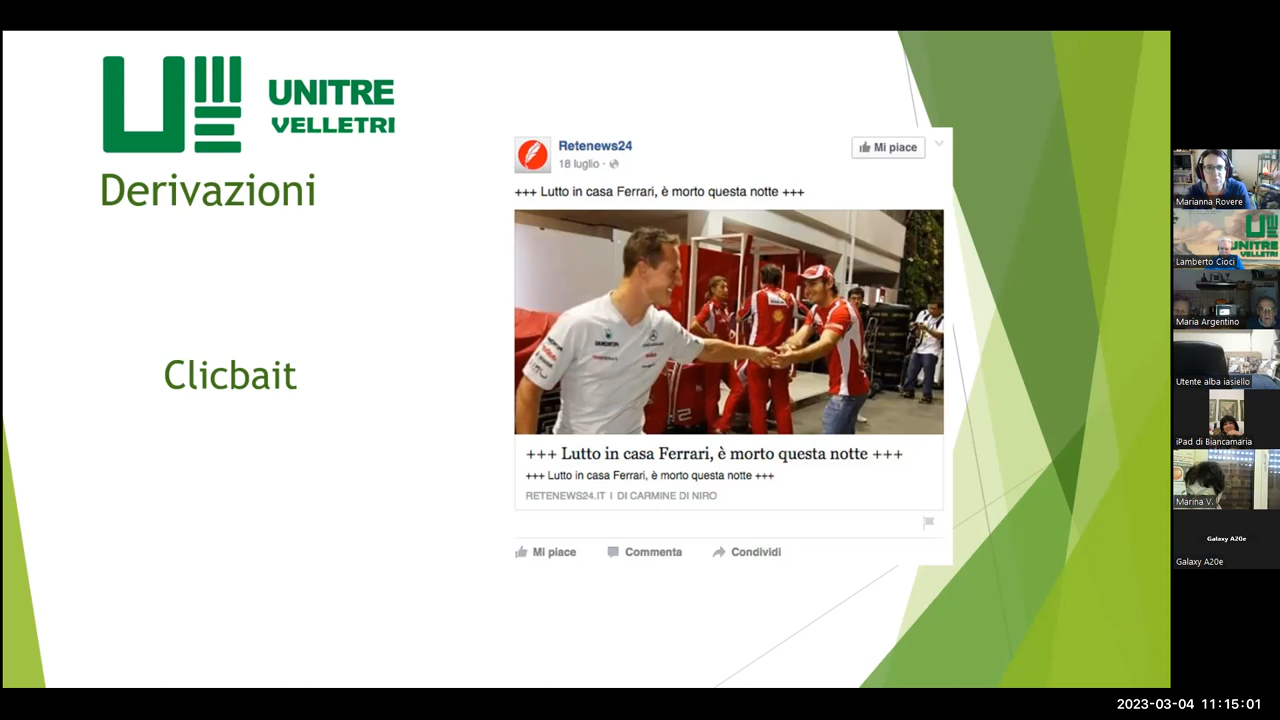 UNITRE
VELLETRI
Derivazioni
Clicbait
Retenews24
18 luglio ·
Mi piace
+++ Lutto in casa Ferrari, è morto questa notte +++
+++ Lutto in casa Ferrari, è morto questa notte +++
+++ Lutto in casa Ferrari, è morto questa notte +++
RETENEWS24.IT | DI CARMINE DI NIRO
Mi piace
Commenta
Condividi
Marianna Rovere
UNITRE
VELLETRI
Lamberto Cioci
Maria Argentino
Utente alba iasiello
iPad di Biancamaria
Marina V.
Galaxy A20e
Galaxy A20e
2023-03-04 11:15:01